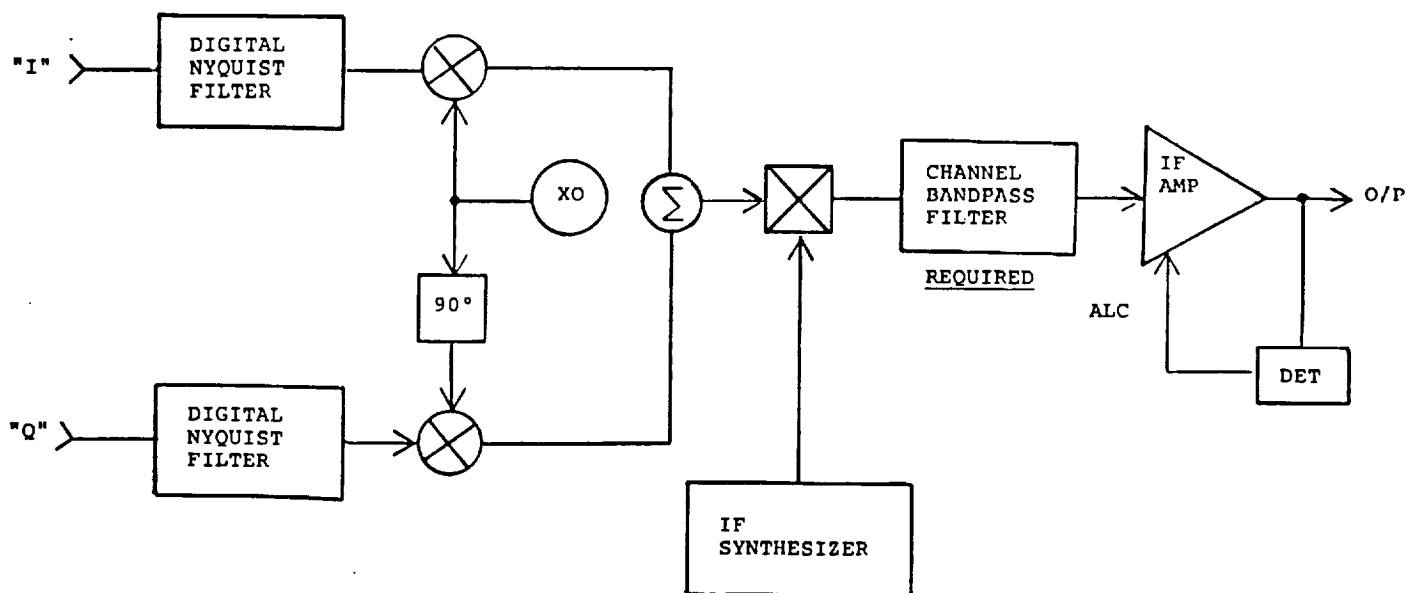 "I"
DIGITAL
NYQUIST
FILTER
XO
Σ
90°
"Q"
DIGITAL
NYQUIST
FILTER
IF
SYNTHESIZER
CHANNEL
BANDPASS
FILTER
REQUIRED
IF
AMP
O/P
ALC
DET